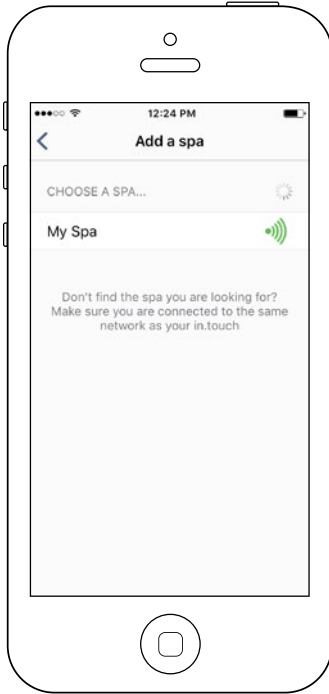 12:24 PM
Add a spa
CHOOSE A SPA...
My Spa
Don't find the spa you are looking for?
Make sure you are connected to the same
network as your in.touch